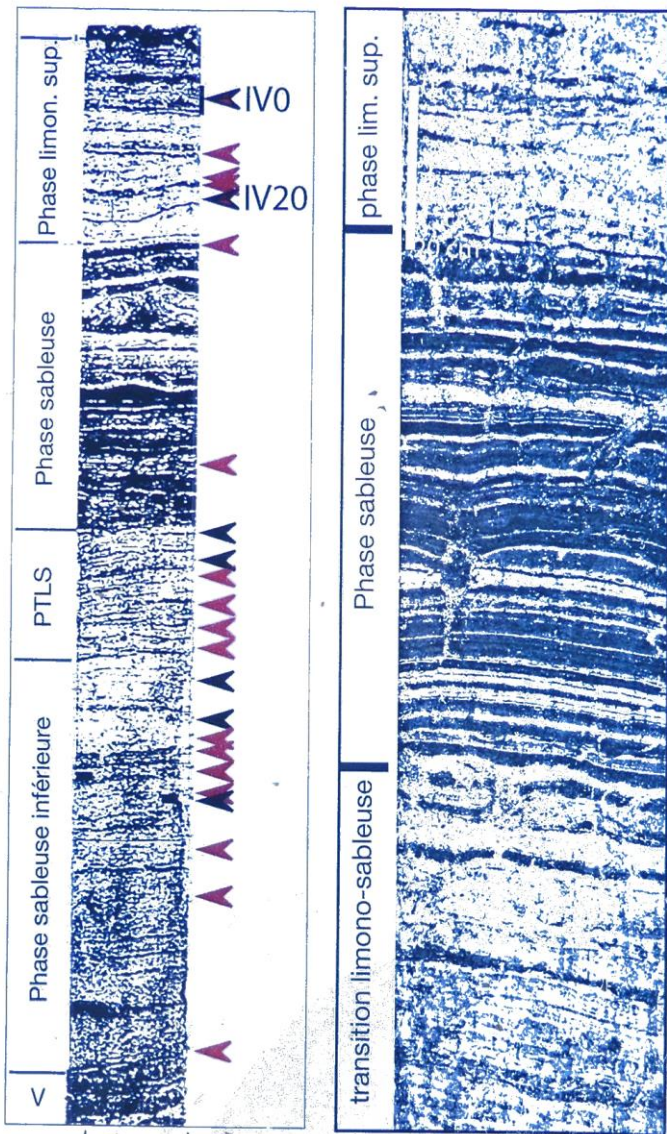 Phase limon. sup.
IV0
IV20
Phase sableuse
PTLS
Phase sableuse inférieure
<
phase lim. sup.
Phase sableuse
transition limono-sableuse